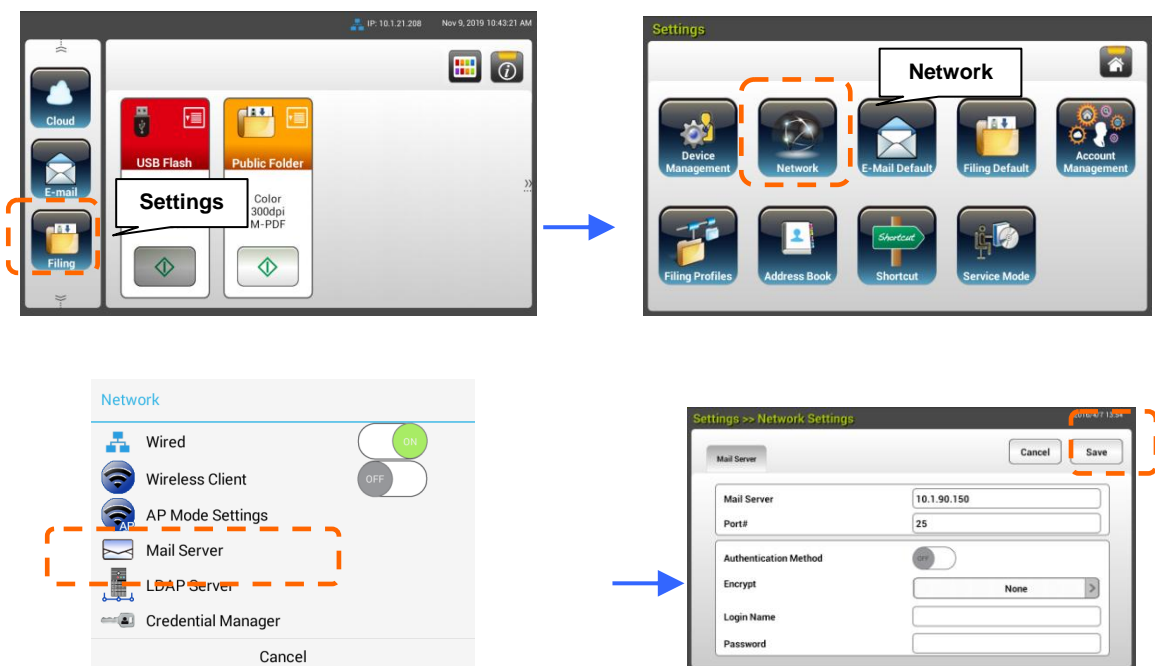 IP: 10.1.21.208 Nov 9, 2019 10:43:21 AM
Cloud
E-mail
Filing
USB Flash
Public Folder
Color
300dpi
M-PDF
Settings
Settings
Network
Device
Management
Network
E-Mail Default
Filing Default
Account
Management
Filing Profiles
Address Book
Shortcut
Shortcut
Service Mode
Network
Wired
ON
Wireless Client
OFF
AP
AP Mode Settings
Mail Server
LDAP Server
Credential Manager
Cancel
Settings >> Network Settings
Mail Server
Cancel
Save
Mail Server
10.1.90.150
Port#
25
Authentication Method
OFF
Encrypt
None
Login Name
Password